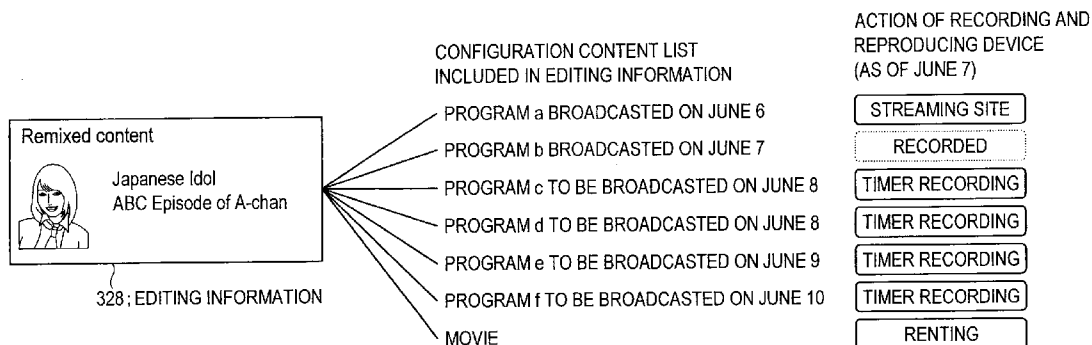 ACTION OF RECORDING AND
REPRODUCING DEVICE
(AS OF JUNE 7)
CONFIGURATION CONTENT LIST
INCLUDED IN EDITING INFORMATION
Remixed content
Japanese Idol
ABC Episode of A-chan
328; EDITING INFORMATION
PROGRAM a BROADCASTED ON JUNE 6 STREAMING SITE
PROGRAM b BROADCASTED ON JUNE 7 RECORDED
PROGRAM c TO BE BROADCASTED ON JUNE 8 TIMER RECORDING
PROGRAM d TO BE BROADCASTED ON JUNE 8 TIMER RECORDING
PROGRAM e TO BE BROADCASTED ON JUNE 9 TIMER RECORDING
PROGRAM f TO BE BROADCASTED ON JUNE 10 TIMER RECORDING
MOVIE RENTING